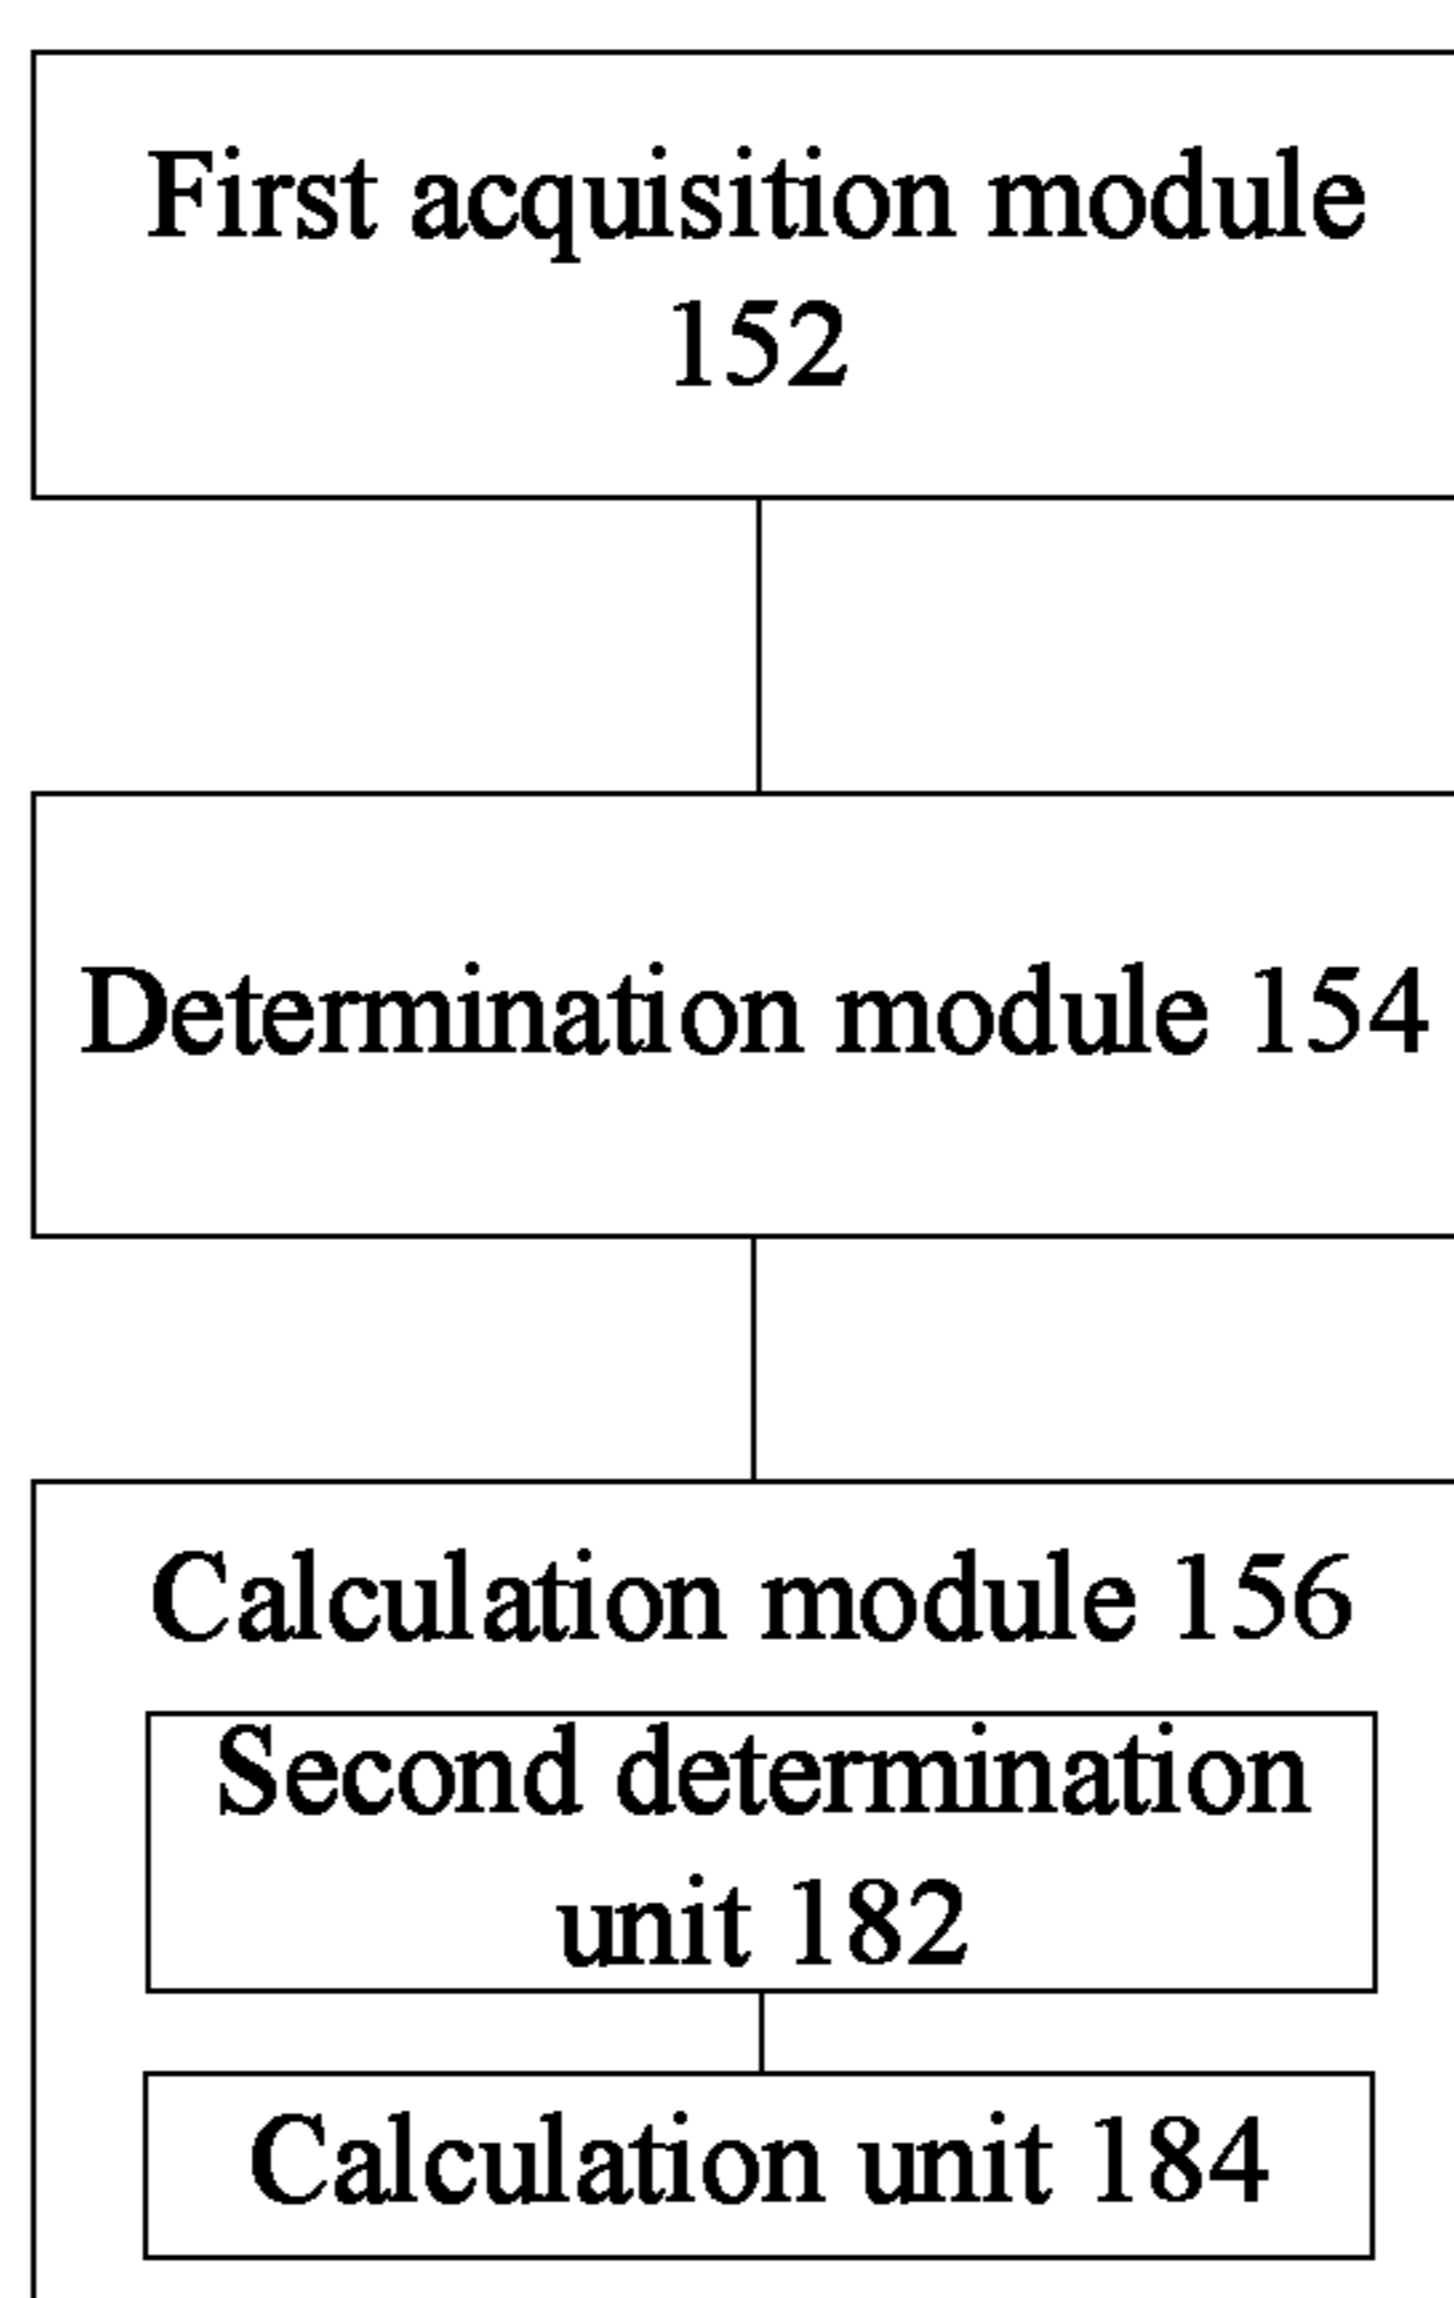 First acquisition module
152
Determination module 154
Calculation module 156
Second determination
unit 182
Calculation unit 184